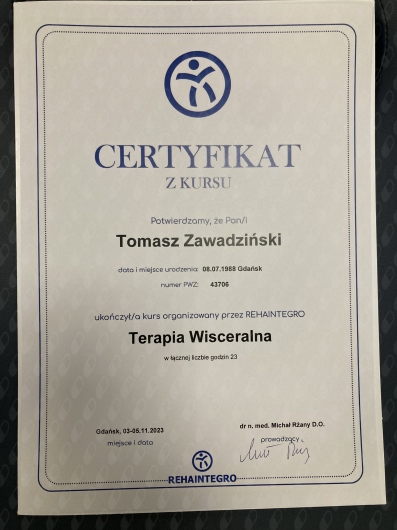 CERTYFIKAT
Z KURSU
Potwierdzamy, że Pan/i
Tomasz Zawadziński
data i miejsce urodzenia: 08.07.1988 Gdańsk
numer PWZ: 43706
ukończył/a kurs organizowany przez REHAINTEGRO
Terapia Wisceralna
w łącznej liczbie godzin 23
Gdańsk, 03-05.11.2023
miejsce i data
dr n. med. Michał Rżany D.O.
prowadzący
REHAINTEGRO